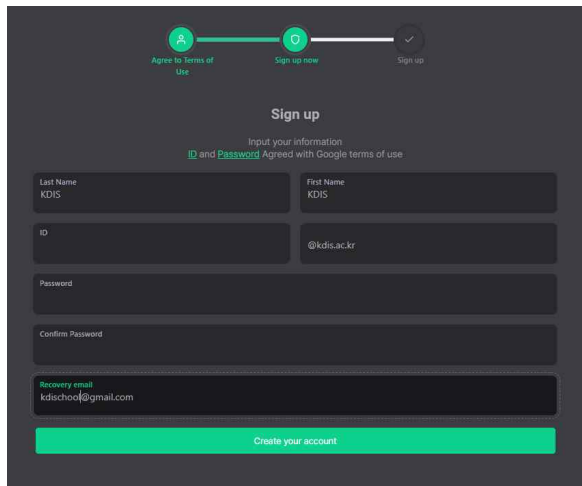 Agree to Terms of
Use
Sign up now
Sign up
Sign up
Input your information
ID and Password Agreed with Google terms of use
Last Name
KDIS
First Name
KDIS
ID
@kdis.ac.kr
Password
Confirm Password
Recovery email
kdischool@gmail.com
Create your account